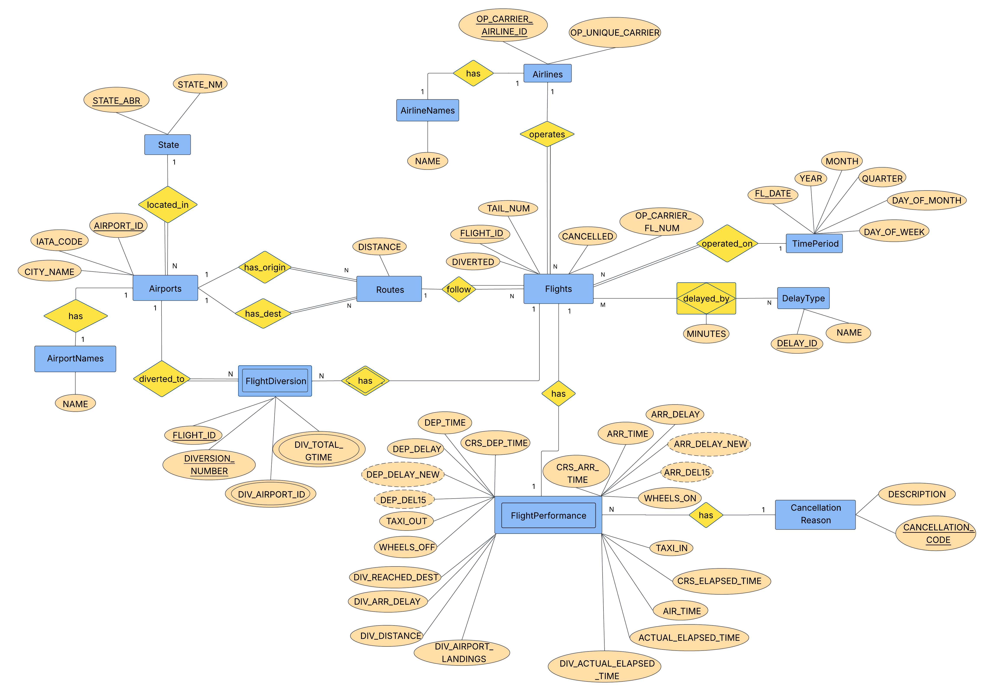 OP_CARRIER_
AIRLINE_ID
OP_UNIQUE_CARRIER
has
Airlines
1
1
1
AirlineNames
NAME
operates
STATE_NM
STATE_ABR
State
1
located_in
AIRPORT_ID
IATA_CODE
CITY_NAME
N
Airports
1
1
1
1
has
1
AirportNames
NAME
has_origin
N
has_dest
N
DISTANCE
Routes
1
follow
N
TAIL_NUM
FLIGHT_ID
DIVERTED
CANCELLED
OP_CARRIER_
FL_NUM
N
Flights
N
M
1
1
operated_on
1
MONTH
YEAR
QUARTER
FL_DATE
DAY_OF_MONTH
DAY_OF_WEEK
TimePeriod
delayed_by
N
MINUTES
DelayType
DELAY_ID
NAME
diverted_to
N
FlightDiversion
N
has
has
FLIGHT_ID
DIVERSION_
NUMBER
DIV_TOTAL_
GTIME
DIV_AIRPORT_ID
DEP_TIME
CRS_DEP_TIME
DEP_DELAY
DEP_DELAY_NEW
DEP_DEL15
TAXI_OUT
WHEELS_OFF
ARR_DELAY
ARR_TIME
ARR_DELAY_NEW
CRS_ARR_
TIME
ARR_DEL15
WHEELS_ON
1
FlightPerformance
N
has
1
Cancellation
Reason
DESCRIPTION
CANCELLATION_
CODE
DIV_REACHED_DEST
DIV_ARR_DELAY
DIV_DISTANCE
DIV_AIRPORT_
LANDINGS
TAXI_IN
CRS_ELAPSED_TIME
AIR_TIME
ACTUAL_ELAPSED_TIME
DIV_ACTUAL_ELAPSED
_TIME